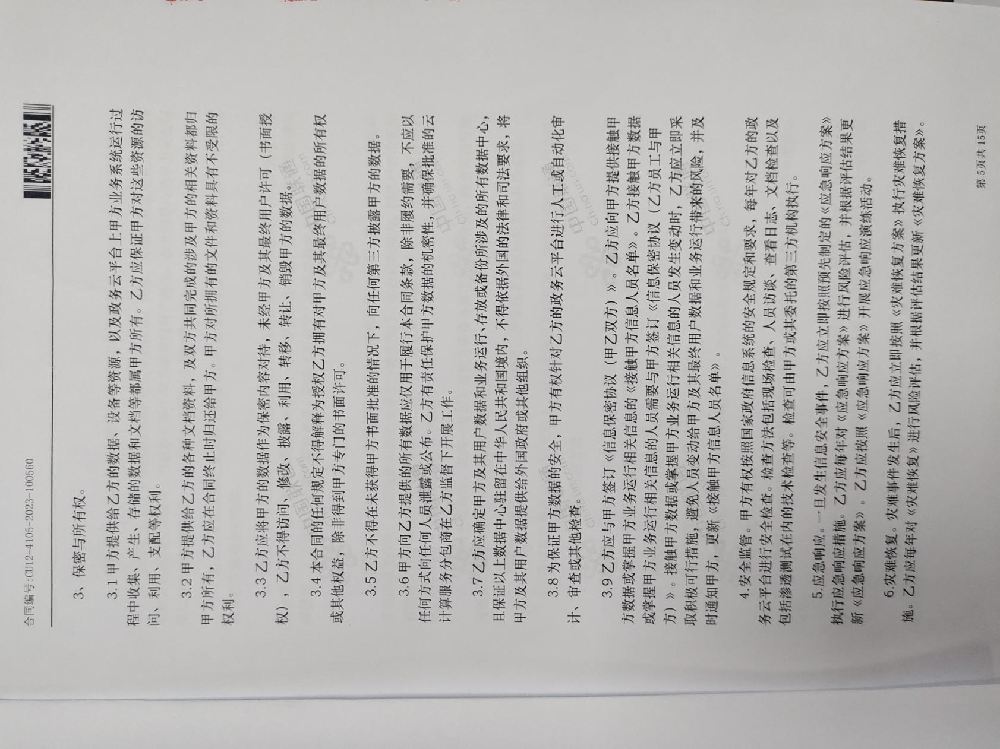 合同编号:CU12-4105-2023-100560
3、保密与所有权。
3.1 甲方提供给乙方的数据、设备等资源，以及政务云平台上甲方业务系统运行过
程中收集、产生、存储的数据和文档等都属甲方所有。乙方应保证甲方对这些资源的访
问、利用、支配等权利。
3.2 甲方提供给乙方的各种文档资料，及双方共同完成的涉及甲方的相关资料都归
甲方所有，乙方应在合同终止时归还给甲方。甲方对所拥有的文件和资料具有不受限的
权利。
3.3 乙方应将甲方的数据作为保密内容对待，未经甲方及其最终用户许可（书面授
权），乙方不得访问、修改、披露、利用、转移、转让、销毁甲方的数据。
3.4 本合同的任何规定不得解释为授权乙方拥有对甲方及其最终用户数据的所有权
或其他权益，除非得到甲方专门的书面许可。
3.5 乙方不得在未获得甲方书面批准的情况下，向任何第三方披露甲方的数据。
3.6 甲方向乙方提供的所有数据应仅用于履行本合同条款，除非履约需要，不应以
任何方式向任何人员泄露或公布。乙方有责任保护甲方数据的机密性，并确保批准的云
计算服务分包商在乙方监督下开展工作。
3.7 乙方应确定甲方及其用户数据和业务运行、存放或备份所涉及的所有数据中心，
且保证以上数据中心驻留在中华人民共和国境内，不得依据外国的法律和司法要求，将
甲方及其用户数据提供给外国政府或其他组织。
3.8 为保证甲方数据的安全，甲方有权针对乙方的政务云平台进行人工或自动化审
计、审查或其他检查。
3.9 乙方应与甲方签订《信息保密协议（甲乙双方）》。乙方应向甲方提供接触甲
方数据或掌握甲方业务运行相关信息的《接触甲方信息人员名单》。乙方接触甲方数据
或掌握甲方业务运行相关信息的人员需要与甲方签订《信息保密协议（乙方员工与甲
方）》。接触甲方数据或掌握甲方业务运行相关信息的人员发生变动时，乙方应立即采
取积极可行措施，避免人员变动给甲方及其最终用户数据和业务运行带来的风险，并及
时通知甲方，更新《接触甲方信息人员名单》。
4.安全监管。甲方有权按照国家政府信息系统的安全规定和要求，每年对乙方的政
务云平台进行安全检查。检查方法包括现场检查、人员访谈、查看日志、文档检查以及
包括渗透测试在内的技术检查等。检查可由甲方或其委托的第三方机构执行。
5.应急响应。一旦发生信息安全事件，乙方应立即按照预先制定的《应急响应方案》
执行应急响应措施。乙方应每年对《应急响应方案》进行风险评估，并根据评估结果更
新《应急响应方案》。乙方应按照《应急响应方案》开展应急响应演练活动。
6.灾难恢复。灾难事件发生后，乙方应立即按照《灾难恢复方案》执行灾难恢复措
施。乙方应每年对《灾难恢复》进行风险评估，并根据评估结果更新《灾难恢复方案》。
第 5页共 15页